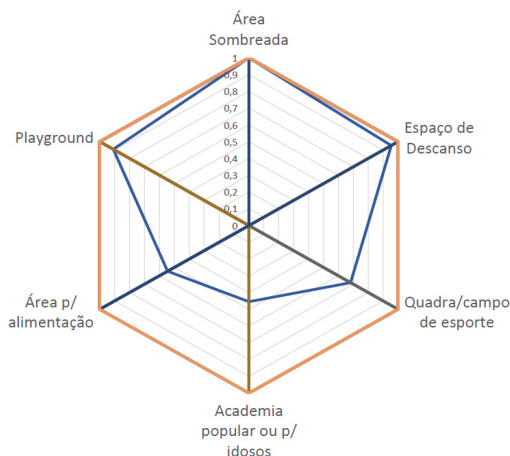 Área
Sombreada
1
0,9
0,8
0,7
0,6
0,5
0,4
0,3
0,2
0,1
0
Espaço de
Descanso
Quadra/campo
de esporte
Academia
popular ou p/
idosos
Área p/
alimentação
Playground